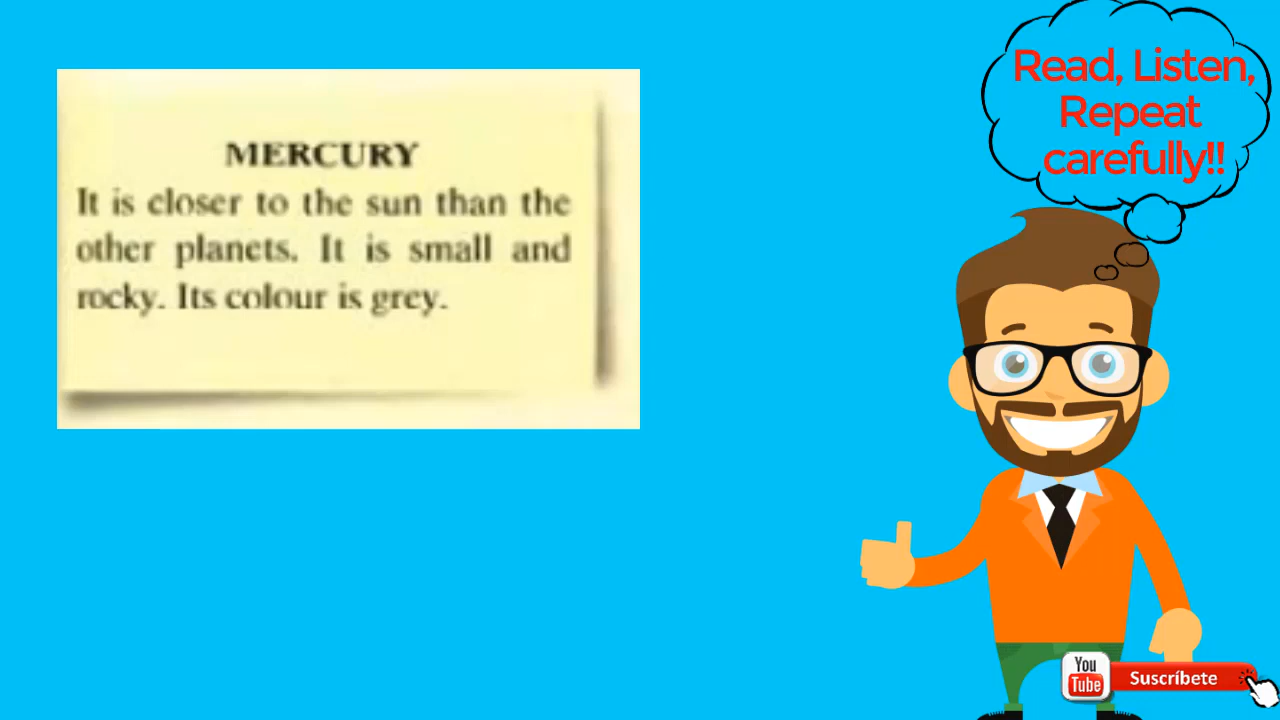 MERCURY
It is closer to the sun than the
other planets. It is small and
rocky. Its colour is grey.
Read, Listen,
Repeat
carefully!!
You
Tube
Suscríbete